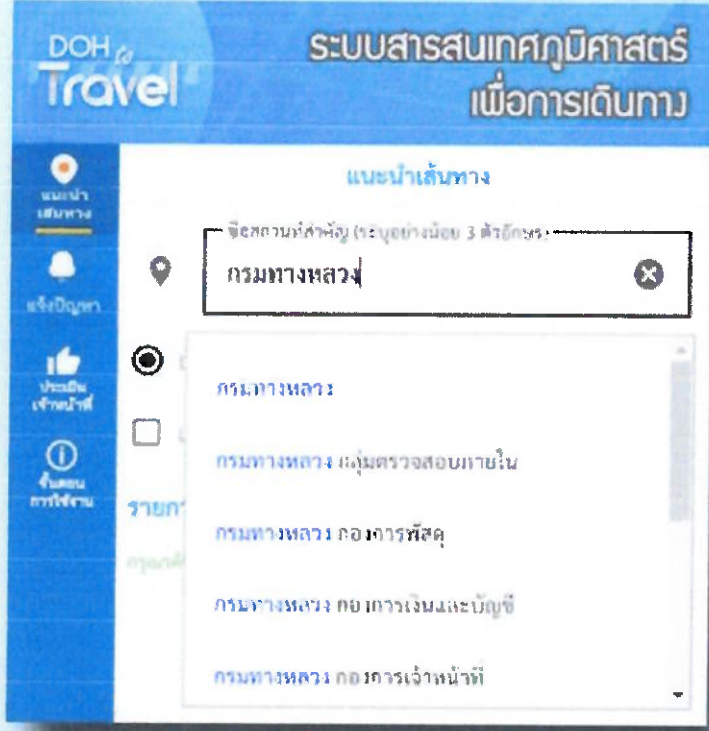 DOH to
Travel
ระบบสารสนเทศภูมิศาสตร์
เพื่อการเดินทาง
แนะนำ
เส้นทาง
แจ้งปัญหา
ประเมิน
เจ้าหน้าที่
ขั้นตอน
การใช้งาน
แนะนำเส้นทาง
ชื่อสถานที่สำคัญ (ระบุอย่างน้อย 3 ตัวอักษร)
กรมทางหลวง
กรมทางหลวง
กรมทางหลวง กลุ่มตรวจสอบภายใน
กรมทางหลวง กองการพัสดุ
กรมทางหลวง กองการเงินและบัญชี
กรมทางหลวง กองการเจ้าหน้าที่